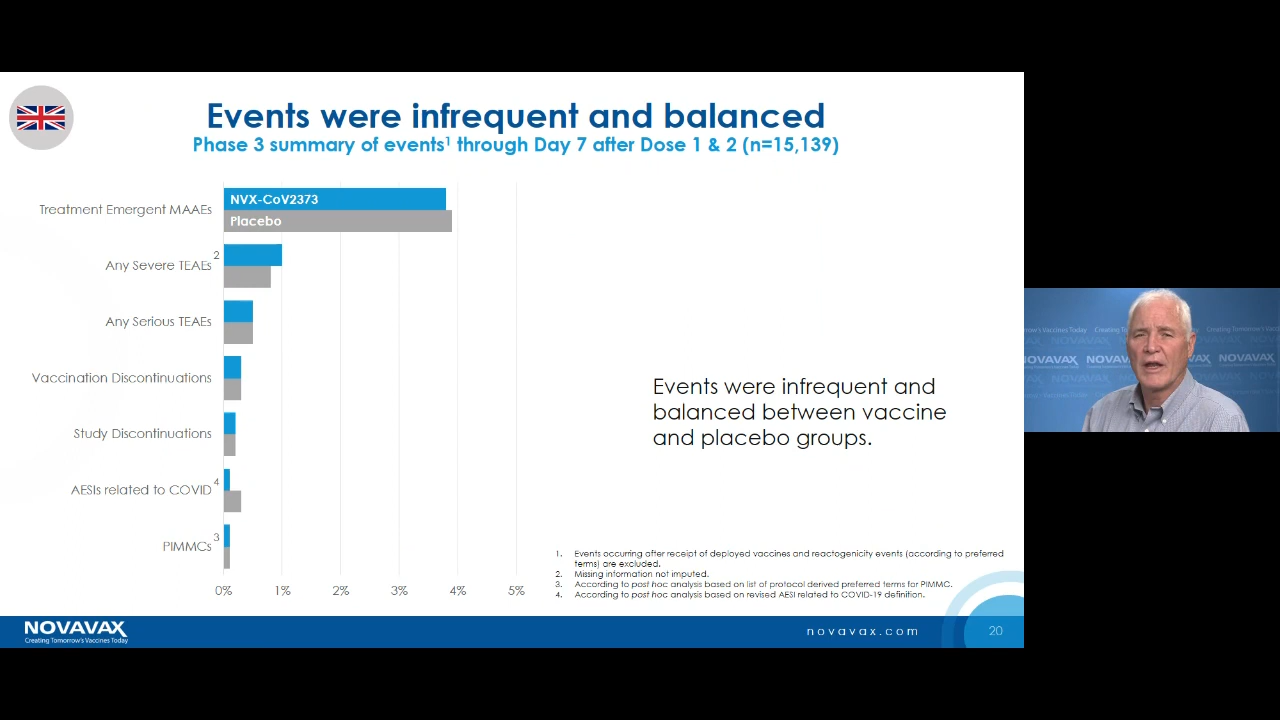 Events were infrequent and balanced
Phase 3 summary of events1 through Day 7 after Dose 1 & 2 (n=15,139)
Treatment Emergent MAAEs
NVX-CoV2373
Placebo
Any Severe TEAEs2
Any Serious TEAEs
Vaccination Discontinuations
Study Discontinuations
AESIs related to COVID4
PIMMCs3
0% 1% 2% 3% 4% 5%
Events were infrequent and
balanced between vaccine
and placebo groups.
1. Events occurring after receipt of deployed vaccines and reactogenicity events (according to preferred
terms) are excluded.
2. Missing information not imputed.
3. According to post hoc analysis based on list of protocol derived preferred terms for PIMMC.
4. According to post hoc analysis based on revised AESI related to COVID-19 definition.
NOVAVAX
Creating Tomorrow's Vaccines Today
novavax.com
20
NOVAVAX
NOVAVAX
NOVAVAX